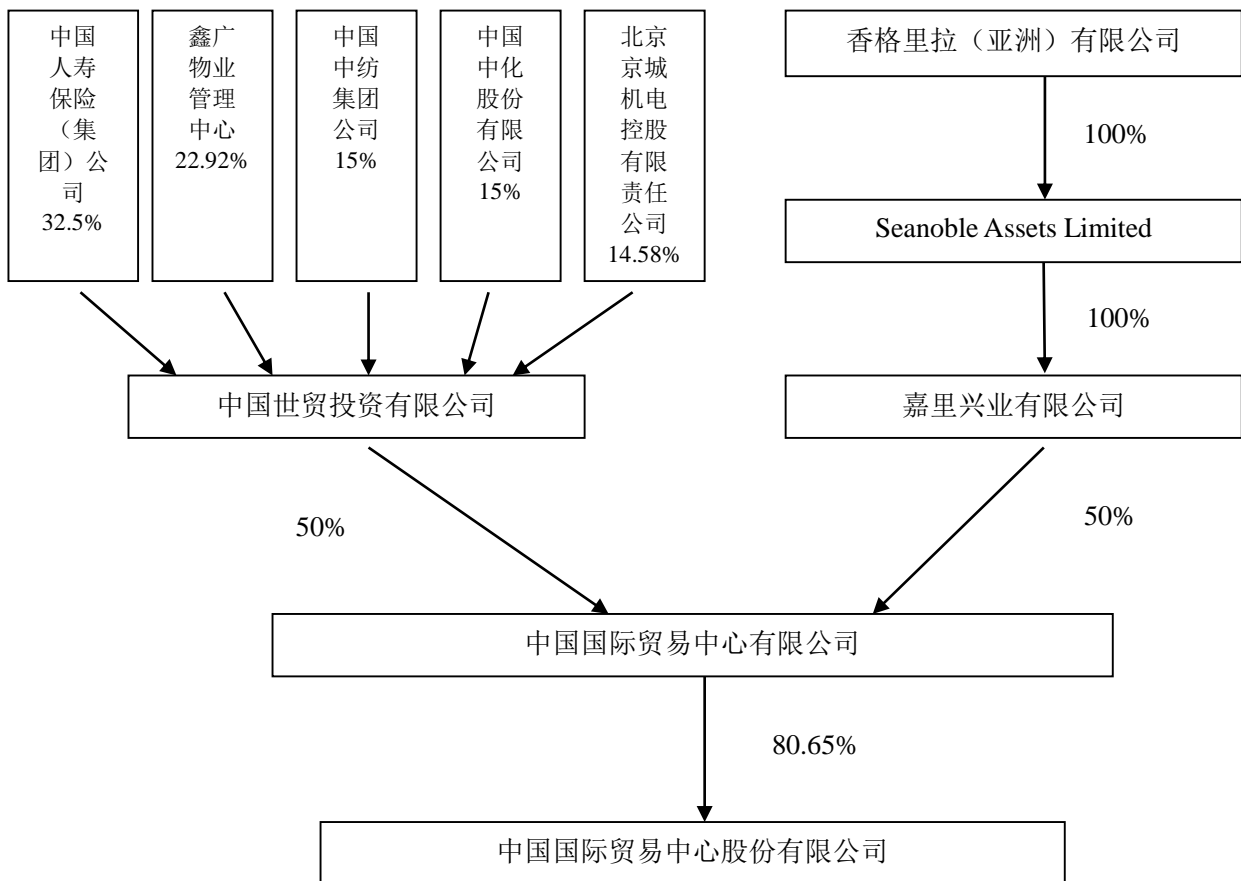 中国
人寿
保险
（集
团）公
司
32.5%
鑫广
物业
管理
中心
22.92%
中国
中纺
集团
公司
15%
中国
中化
股份
有限
公司
15%
北京
京城
机电
控股
有限
责任
公司
14.58%
香格里拉（亚洲）有限公司
100%
Seanoble Assets Limited
100%
中国世贸投资有限公司
嘉里兴业有限公司
50%
50%
中国国际贸易中心有限公司
80.65%
中国国际贸易中心股份有限公司